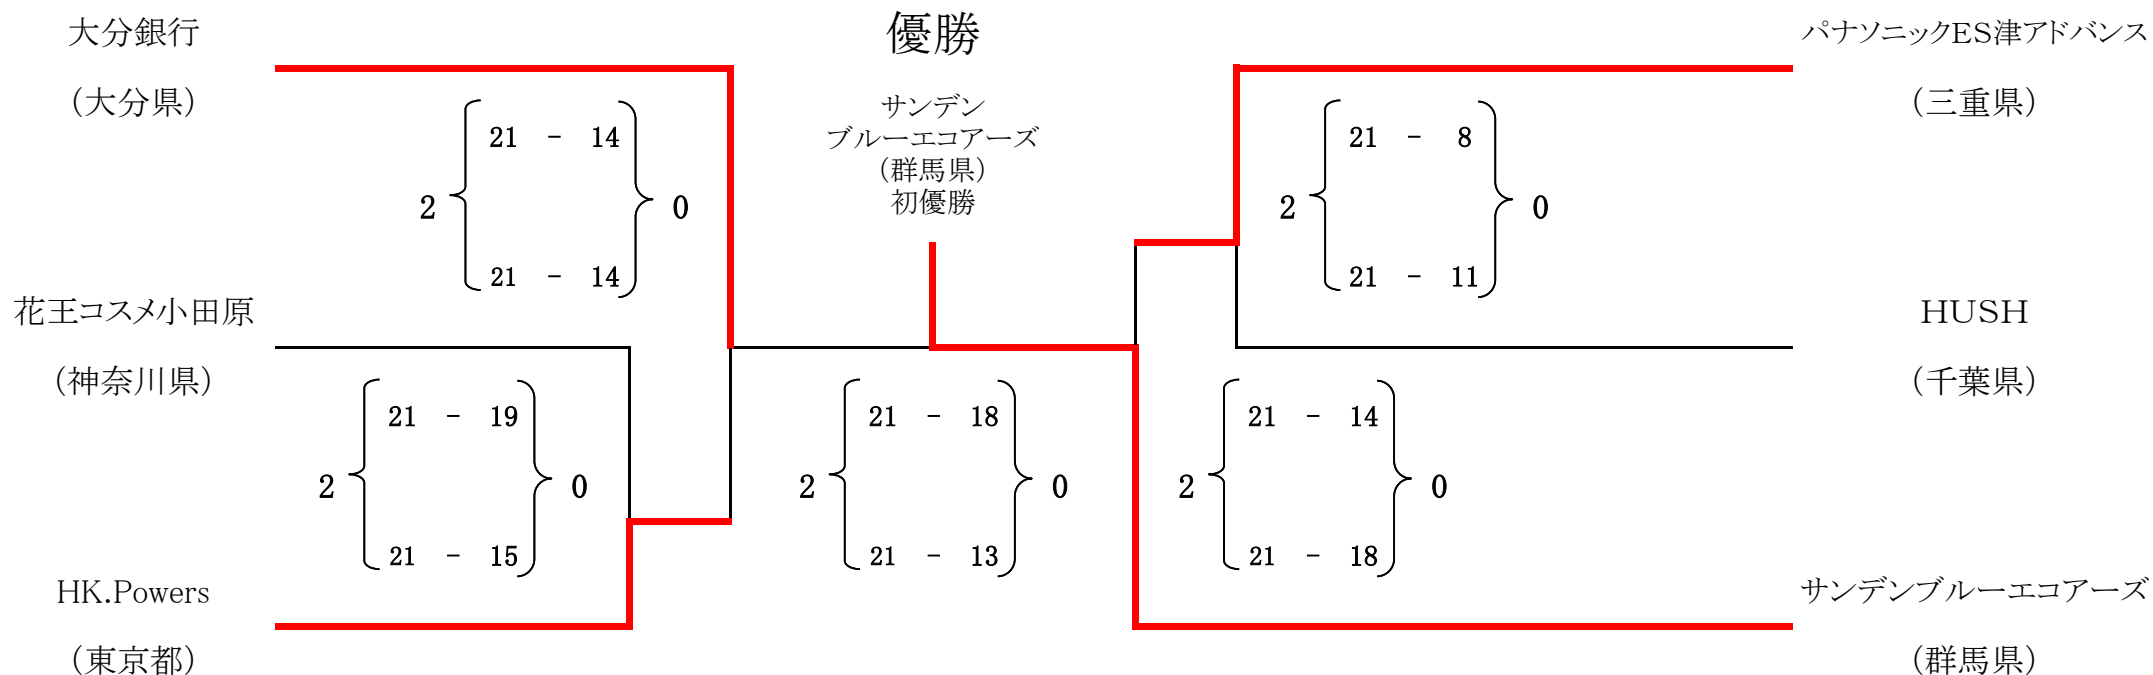 大分銀行
(大分県)
花王コスメ小田原
(神奈川県)
HK.Powers
(東京都)
21 - 14
2 0
21 - 14
21 - 19
2 0
21 - 15
優勝
サンデン
ブルーエコアーズ
(群馬県)
初優勝
21 - 18
2 0
21 - 13
21 - 8
2 0
21 - 11
21 - 14
2 0
21 - 18
パナソニックES津アドバンス
(三重県)
HUSH
(千葉県)
サンデンブルーエコアーズ
(群馬県)